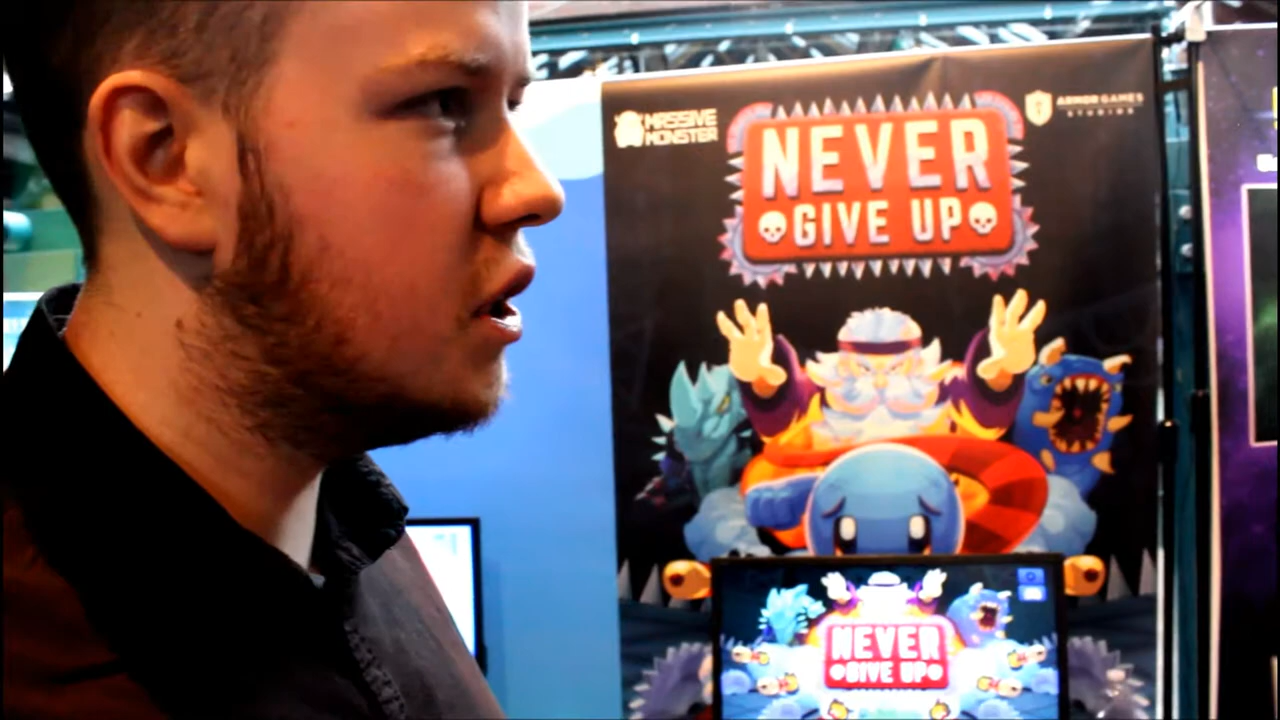 MASSIVE
MONSTER
ARMOR GAMES
STUDIOS
NEVER
GIVE UP
NEVER
GIVE UP